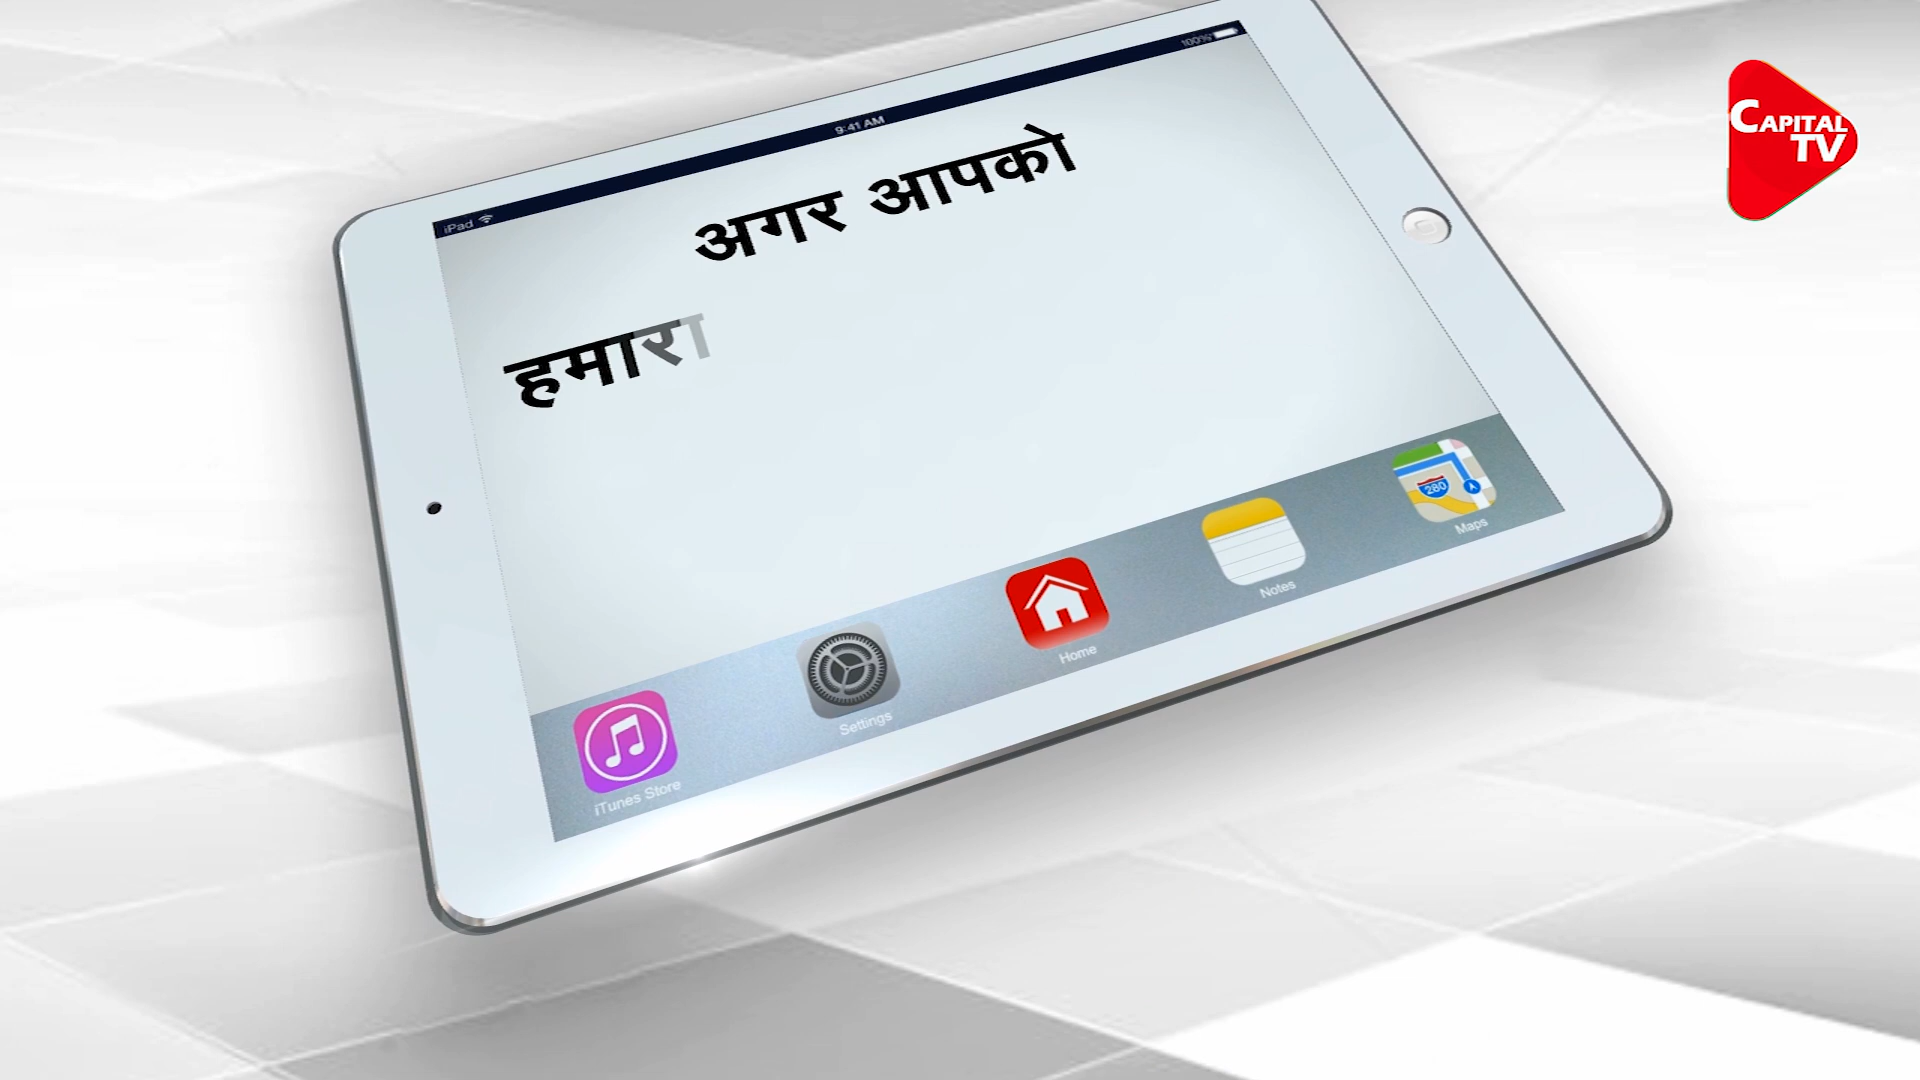 CAPITAL
TV
iPad
9:41 AM
100%
अगर आपको
हमारा
280
iTunes Store
Settings
Home
Notes
Maps